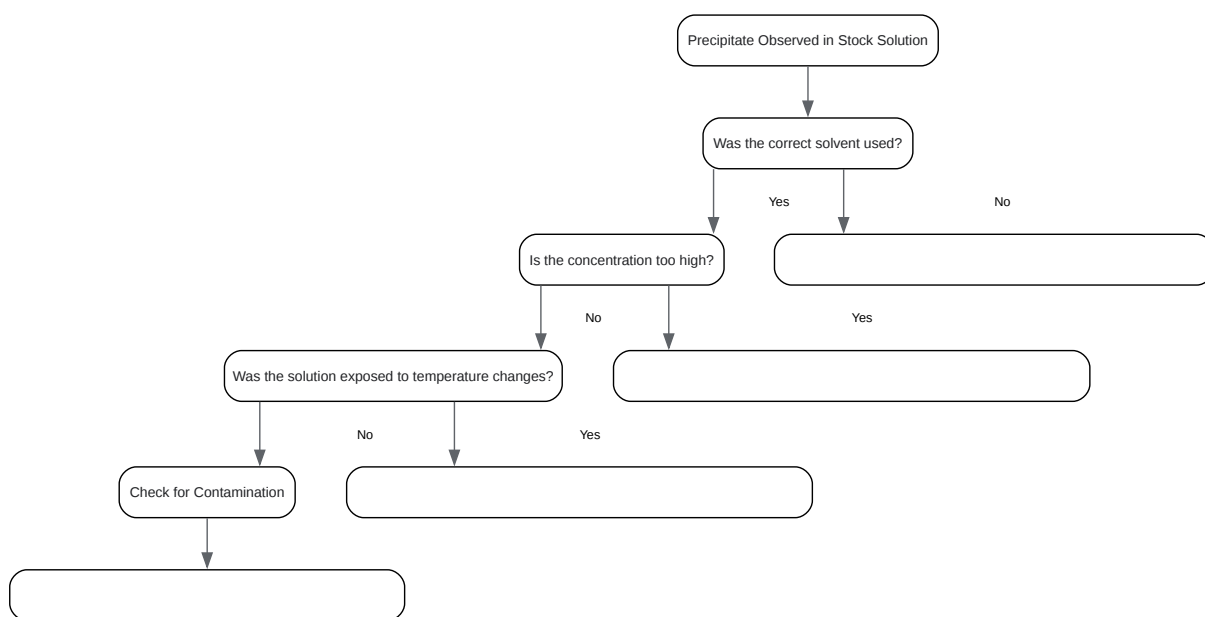 Precipitate Observed in Stock Solution
Was the correct solvent used?
Yes
No
Is the concentration too high?
No
Yes
Was the solution exposed to temperature changes?
No
Yes
Check for Contamination